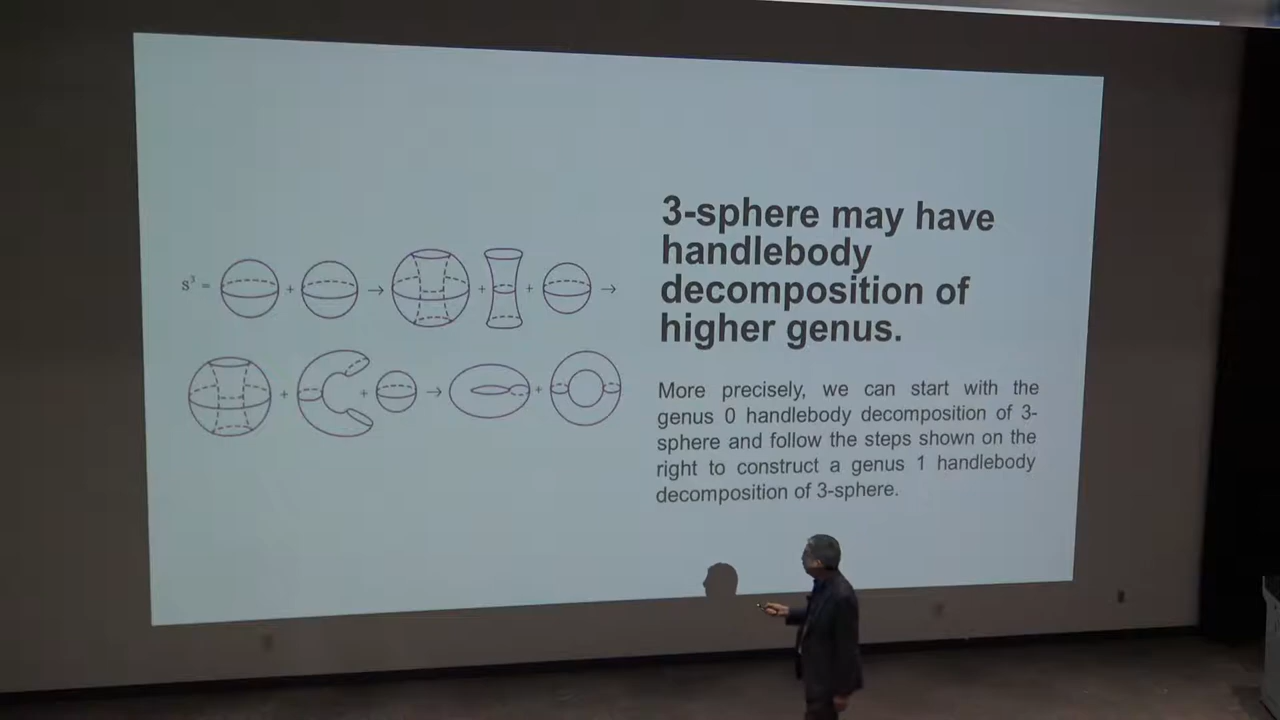 3-sphere may have
handlebody
decomposition of
higher genus.
S³ = + → + + →
+ + → +
More precisely, we can start with the
genus 0 handlebody decomposition of 3-
sphere and follow the steps shown on the
right to construct a genus 1 handlebody
decomposition of 3-sphere.